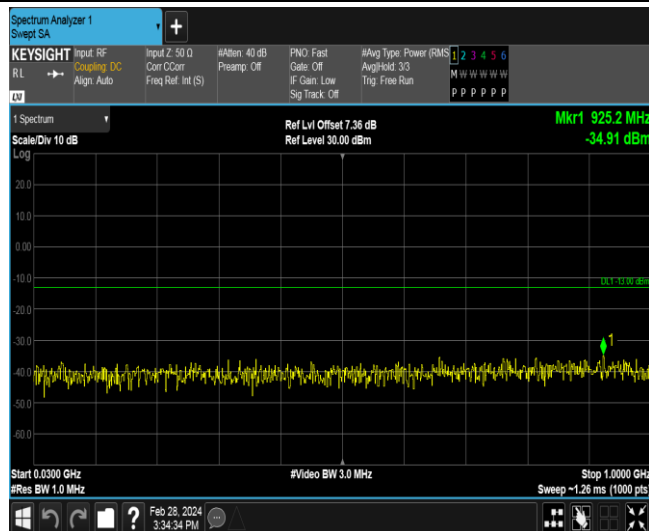 Spectrum Analyzer 1
Swept SA
+
KEYSIGHT
RL
Input: RF
Coupling: DC
Align: Auto
Input Z: 50 Ω
Corr CCorr
Freq Ref: Int (S)
#Atten: 40 dB
Preamp: Off
PNO: Fast
Gate: Off
IF Gain: Low
Sig Track: Off
#Avg Type: Power (RMS
Avg|Hold: 3/3
Trig: Free Run
1 2 3 4 5 6
M W W W W W
P P P P P P
1 Spectrum
Scale/Div 10 dB
Log
Ref Lvl Offset 7.36 dB
Ref Level 30.00 dBm
Mkr1 925.2 MHz
-34.91 dBm
20.0
10.0
0.00
-10.0
DL1 -13.00 dBm
-20.0
-30.0
1
-40.0
-50.0
-60.0
Start 0.0300 GHz
#Res BW 1.0 MHz
#Video BW 3.0 MHz
Stop 1.0000 GHz
Sweep ~1.26 ms (1000 pts)
?
Feb 28, 2024
3:34:34 PM